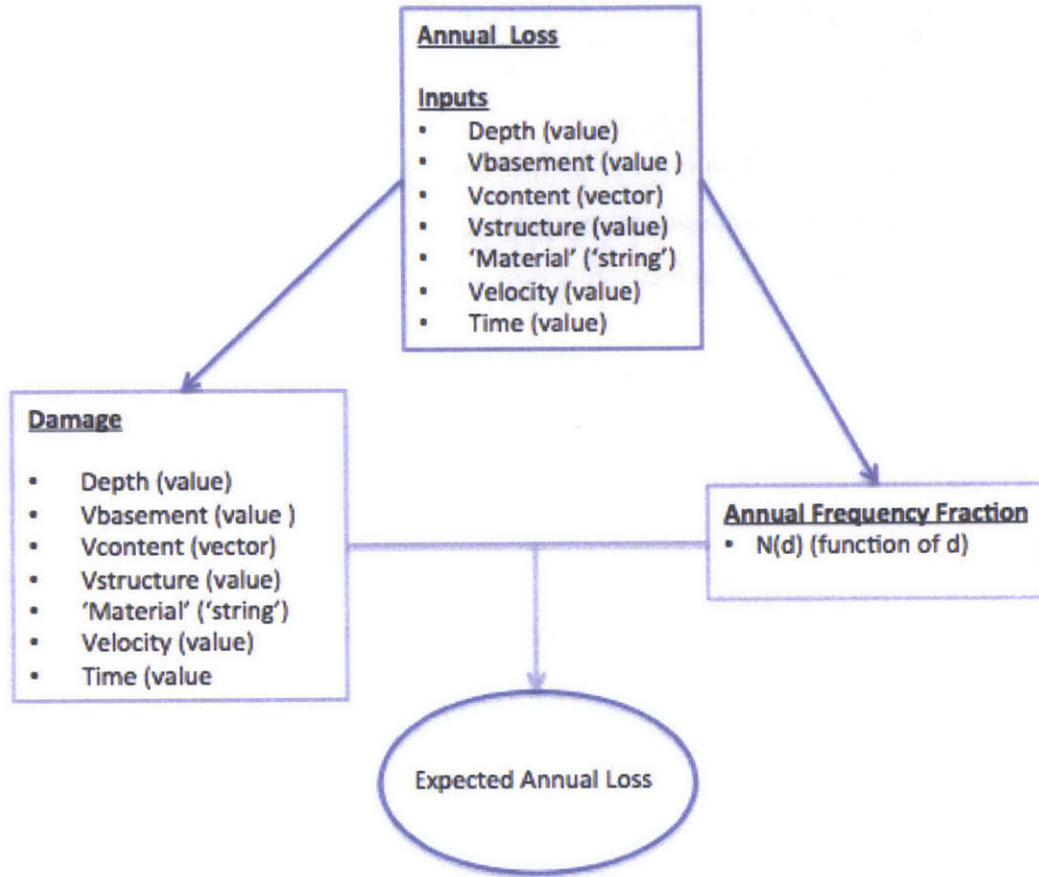 Annual Loss
Inputs
• Depth (value)
• Vbasement (value )
• Vcontent (vector)
• Vstructure (value)
• ‘Material’ (‘string’)
• Velocity (value)
• Time (value)
Damage
• Depth (value)
• Vbasement (value )
• Vcontent (vector)
• Vstructure (value)
• ‘Material’ (‘string’)
• Velocity (value)
• Time (value
Annual Frequency Fraction
• N(d) (function of d)
Expected Annual Loss